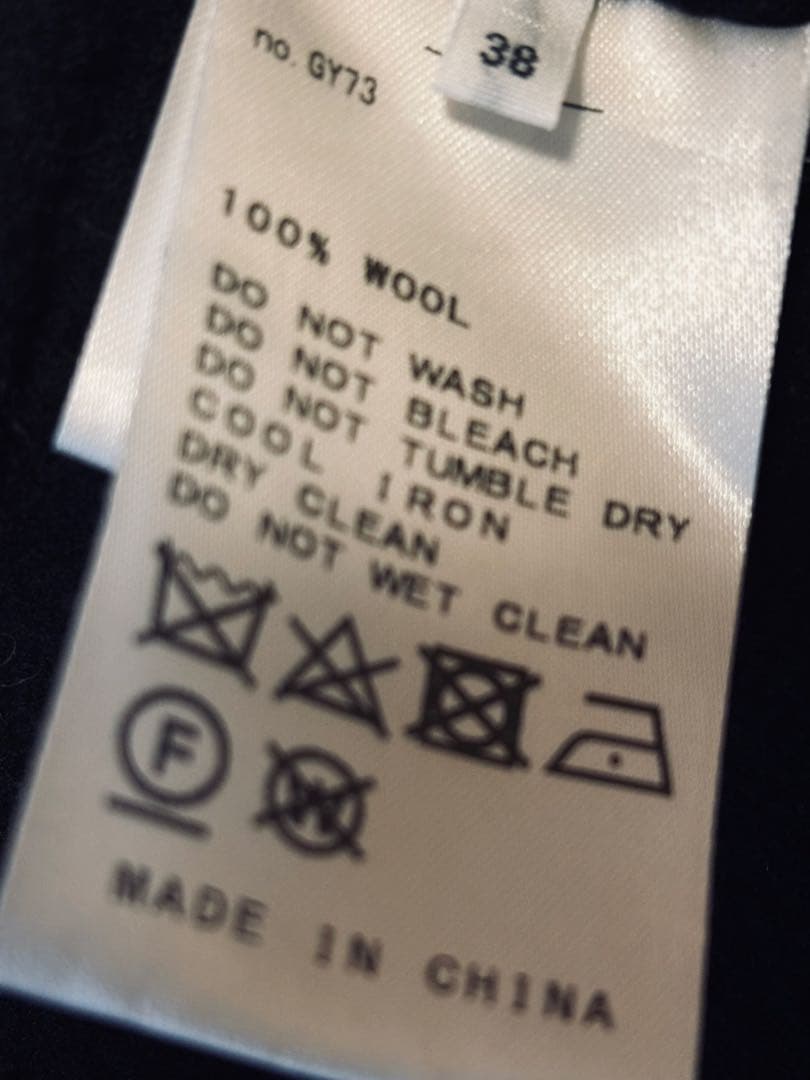 38
no. GY73
100% WOOL
DO NOT WASH
DO NOT BLEACH
DO NOT TUMBLE DRY
COOL IRON
DRY CLEAN
DO NOT WET CLEAN
F
W
MADE IN CHINA